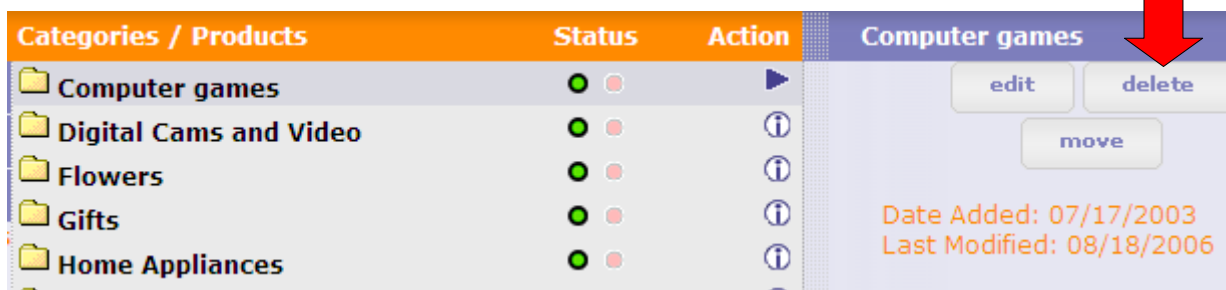 Categories / Products Status Action
Computer games
Digital Cams and Video
Flowers
Gifts
Home Appliances
Computer games
edit delete
move
Date Added: 07/17/2003
Last Modified: 08/18/2006